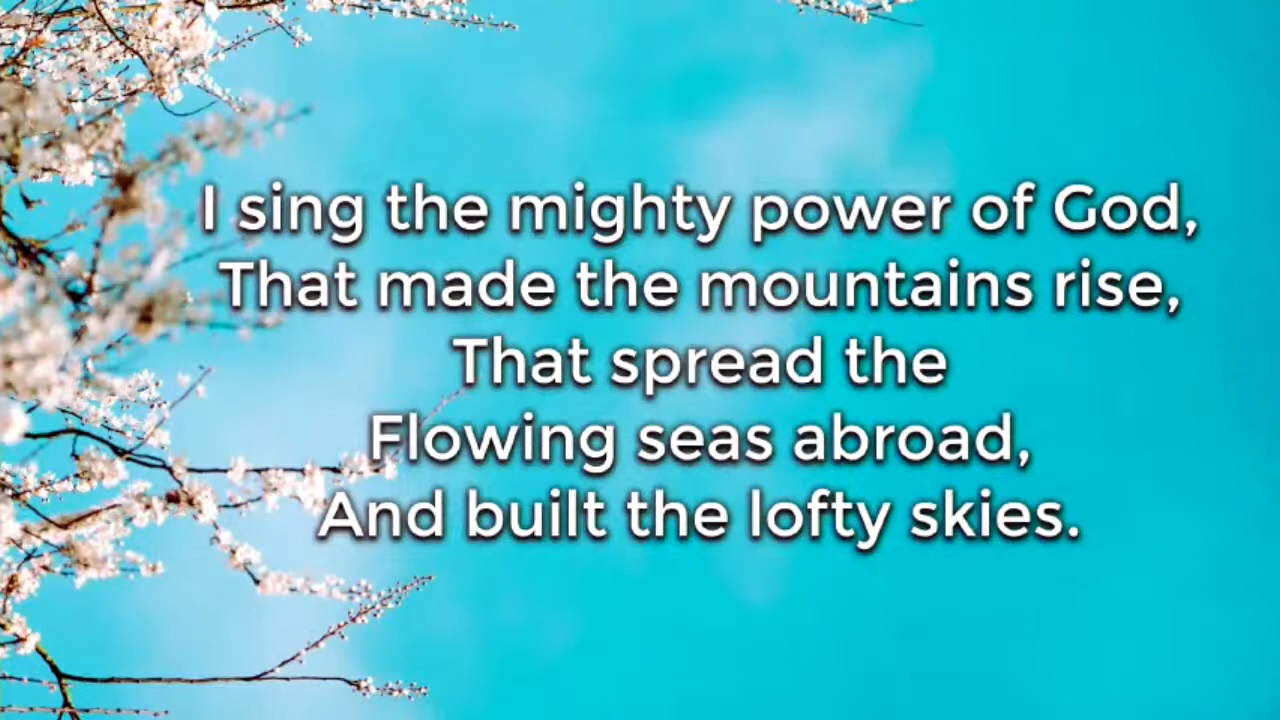 I sing the mighty power of God,
That made the mountains rise,
That spread the
Flowing seas abroad,
And built the lofty skies.